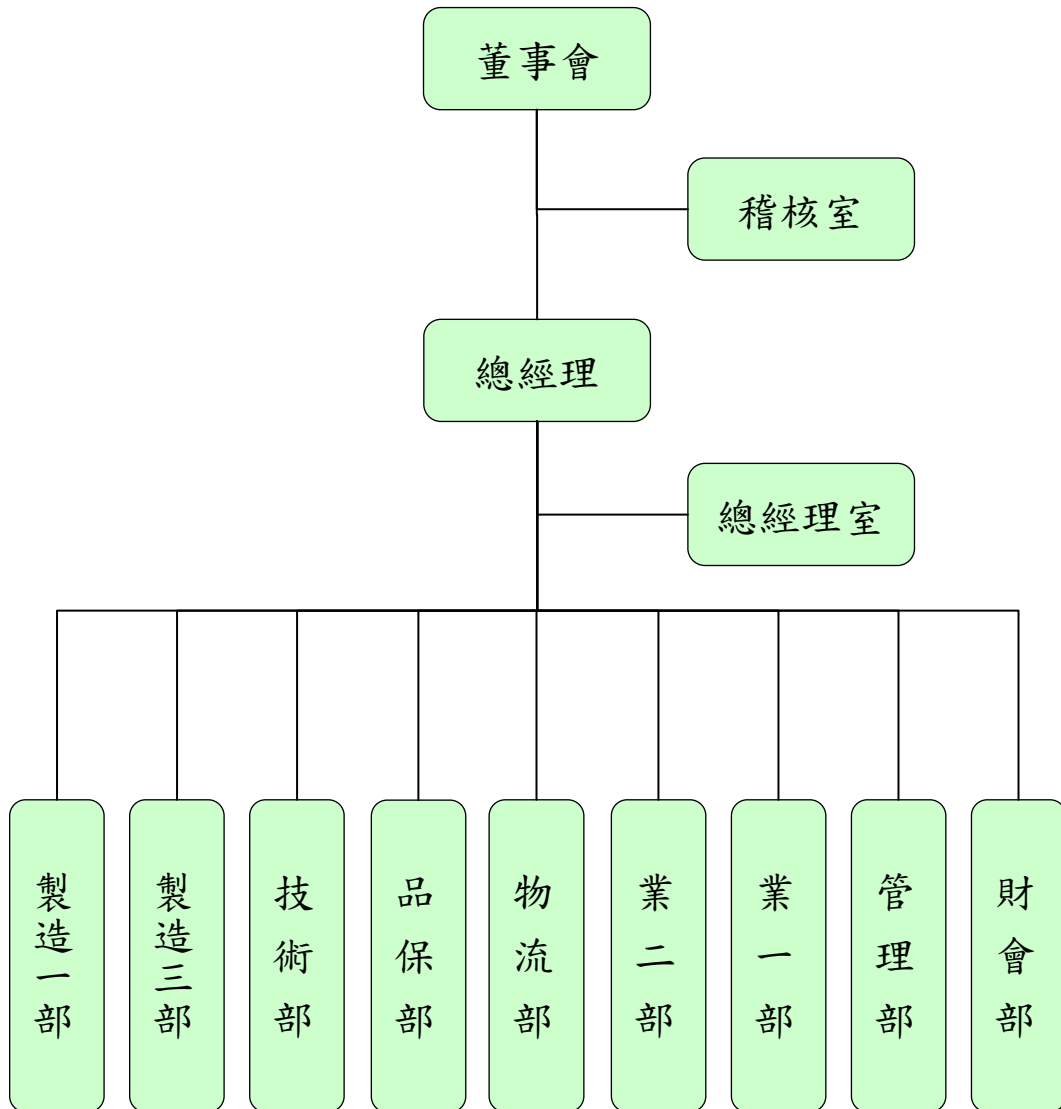 董事會
稽核室
總經理
總經理室
製造一部
製造三部
技術部
品保部
物流部
業二部
業一部
管理部
財會部